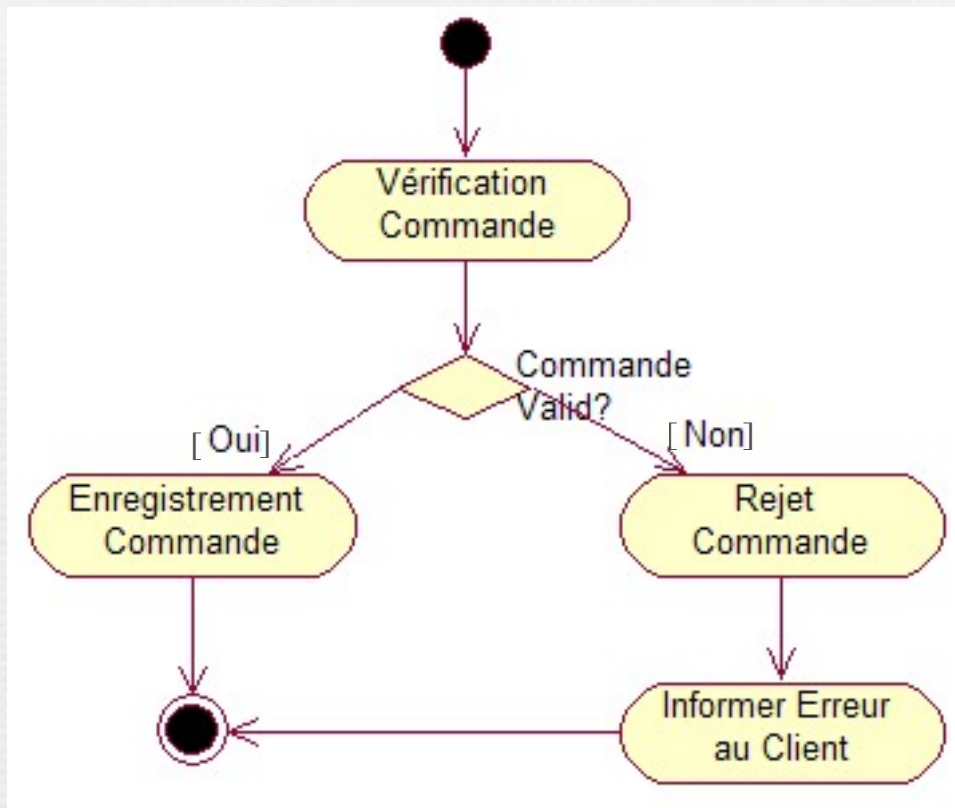 Vérification
Commande
Commande
Valid?
[ Oui]
[ Non]
Enregistrement
Commande
Rejet
Commande
Informer Erreur
au Client